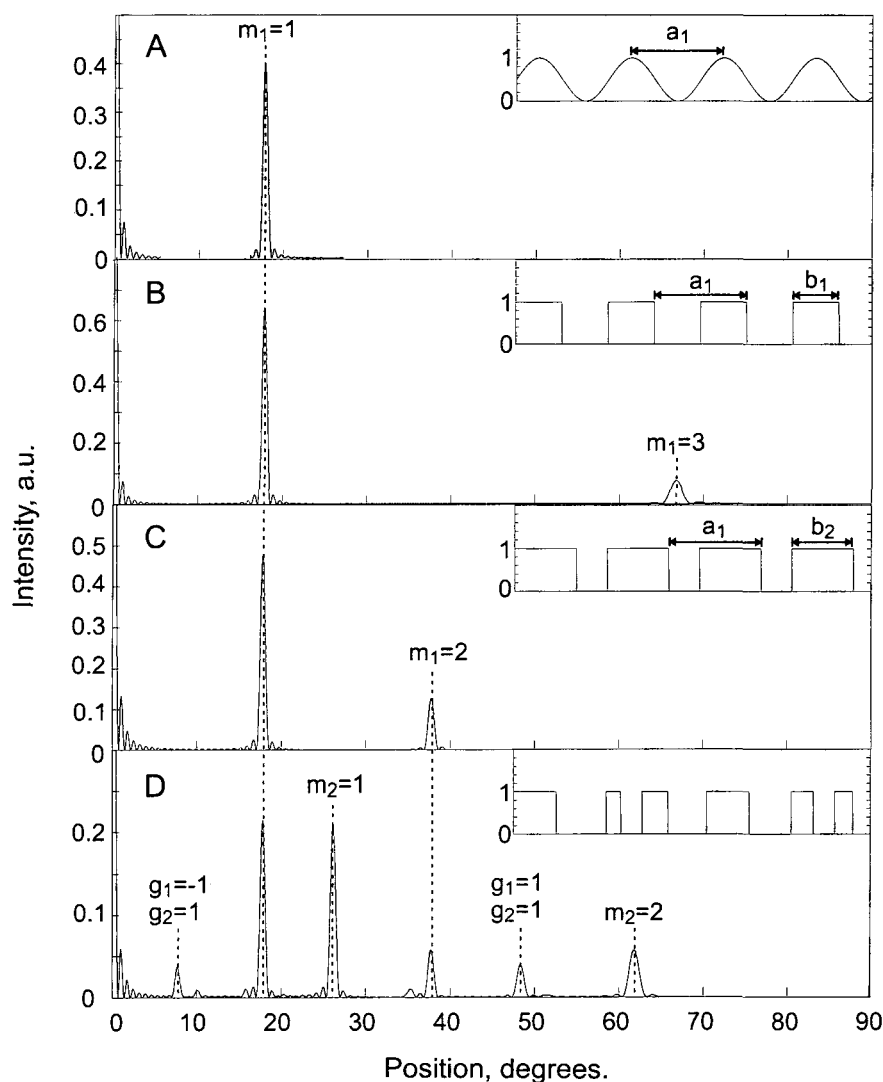 A
m₁=1
a₁
1
0
0.4
0.3
0.2
0.1
0
B
a₁
b₁
1
0
0.6
0.4
0.2
0
m₁=3
C
a₁
b₂
1
0
0.5
0.4
0.3
0.2
0.1
0
m₁=2
D
m₂=1
1
0
0.2
0.1
0
g₁=-1
g₂=1
g₁=1
g₂=1
m₂=2
0 10 20 30 40 50 60 70 80 90
Position, degrees.
Intensity, a.u.